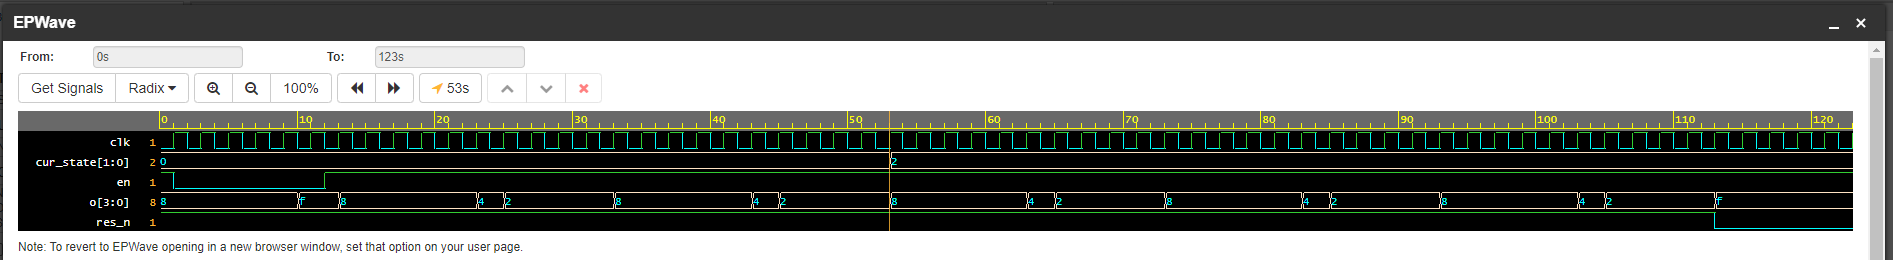 EPWave
From: 0s To: 123s
Get Signals Radix 100% 53s
0 10 20 30 40 50 60 70 80 90 100 110 120
clk 1
cur_state[1:0] 2 0 2
en 1
o[3:0] 8 8 f 8 4 2 8 4 2 8 4 2 8 4 2 8 4 2 f
res_n 1
Note: To revert to EPWave opening in a new browser window, set that option on your user page.